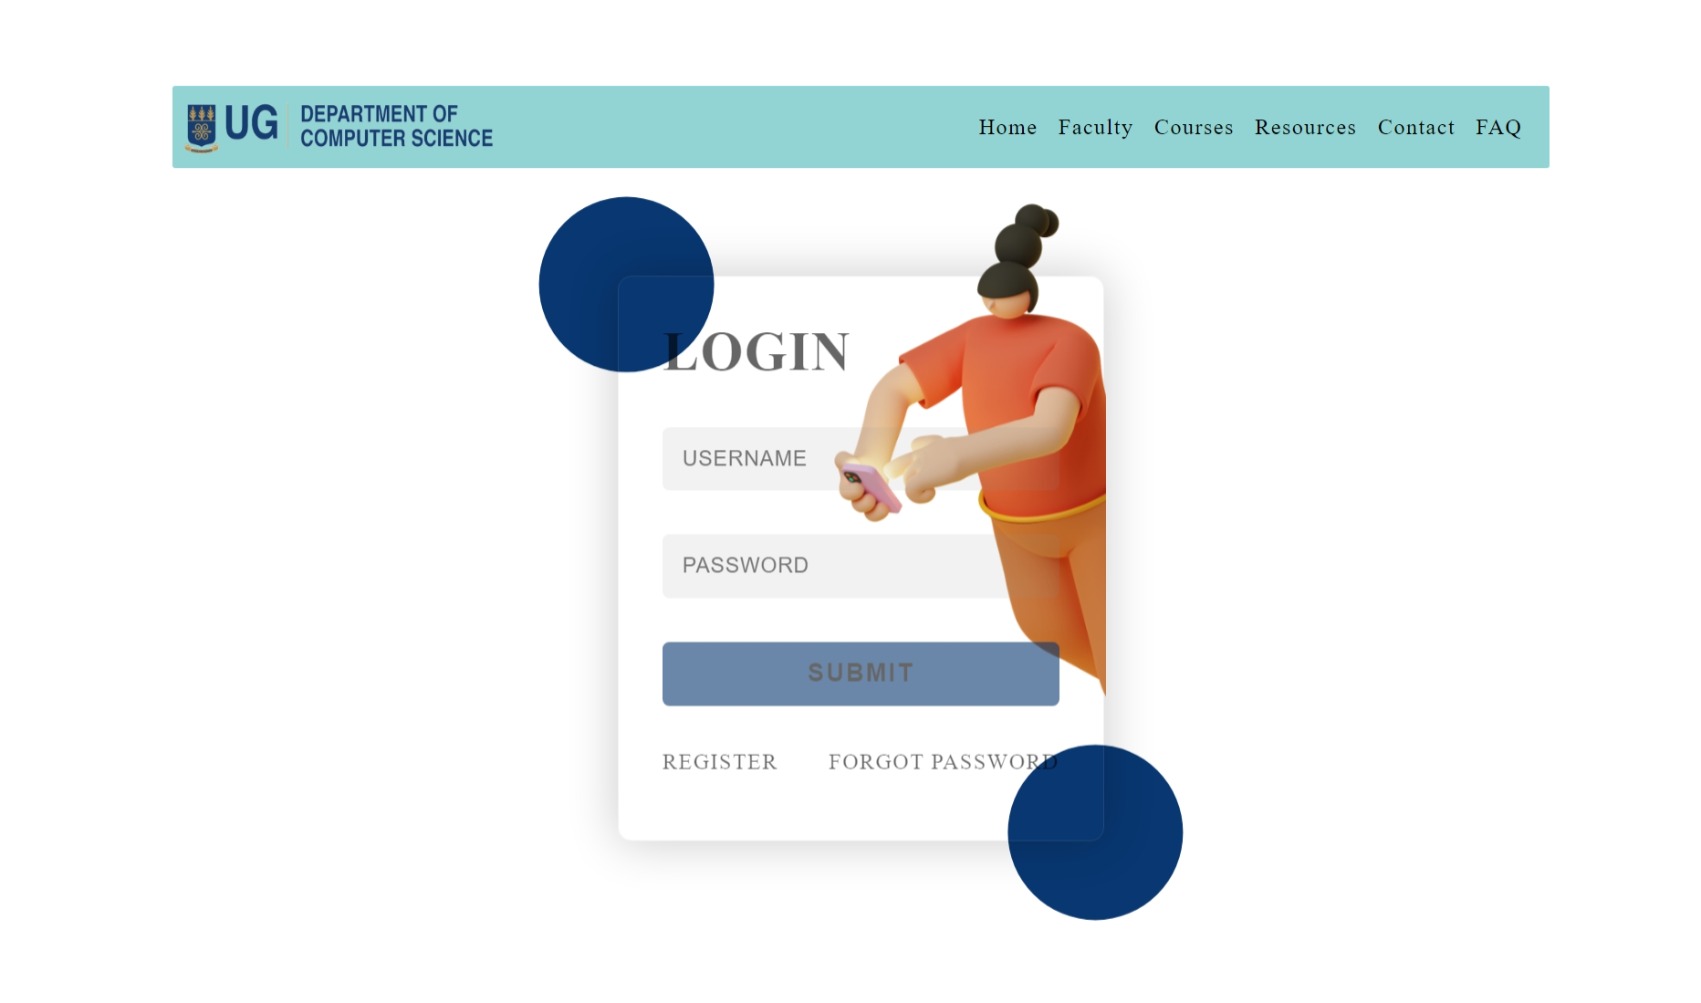 UG DEPARTMENT OF
COMPUTER SCIENCE
Home Faculty Courses Resources Contact FAQ
LOGIN
USERNAME
PASSWORD
SUBMIT
REGISTER FORGOT PASSWORD